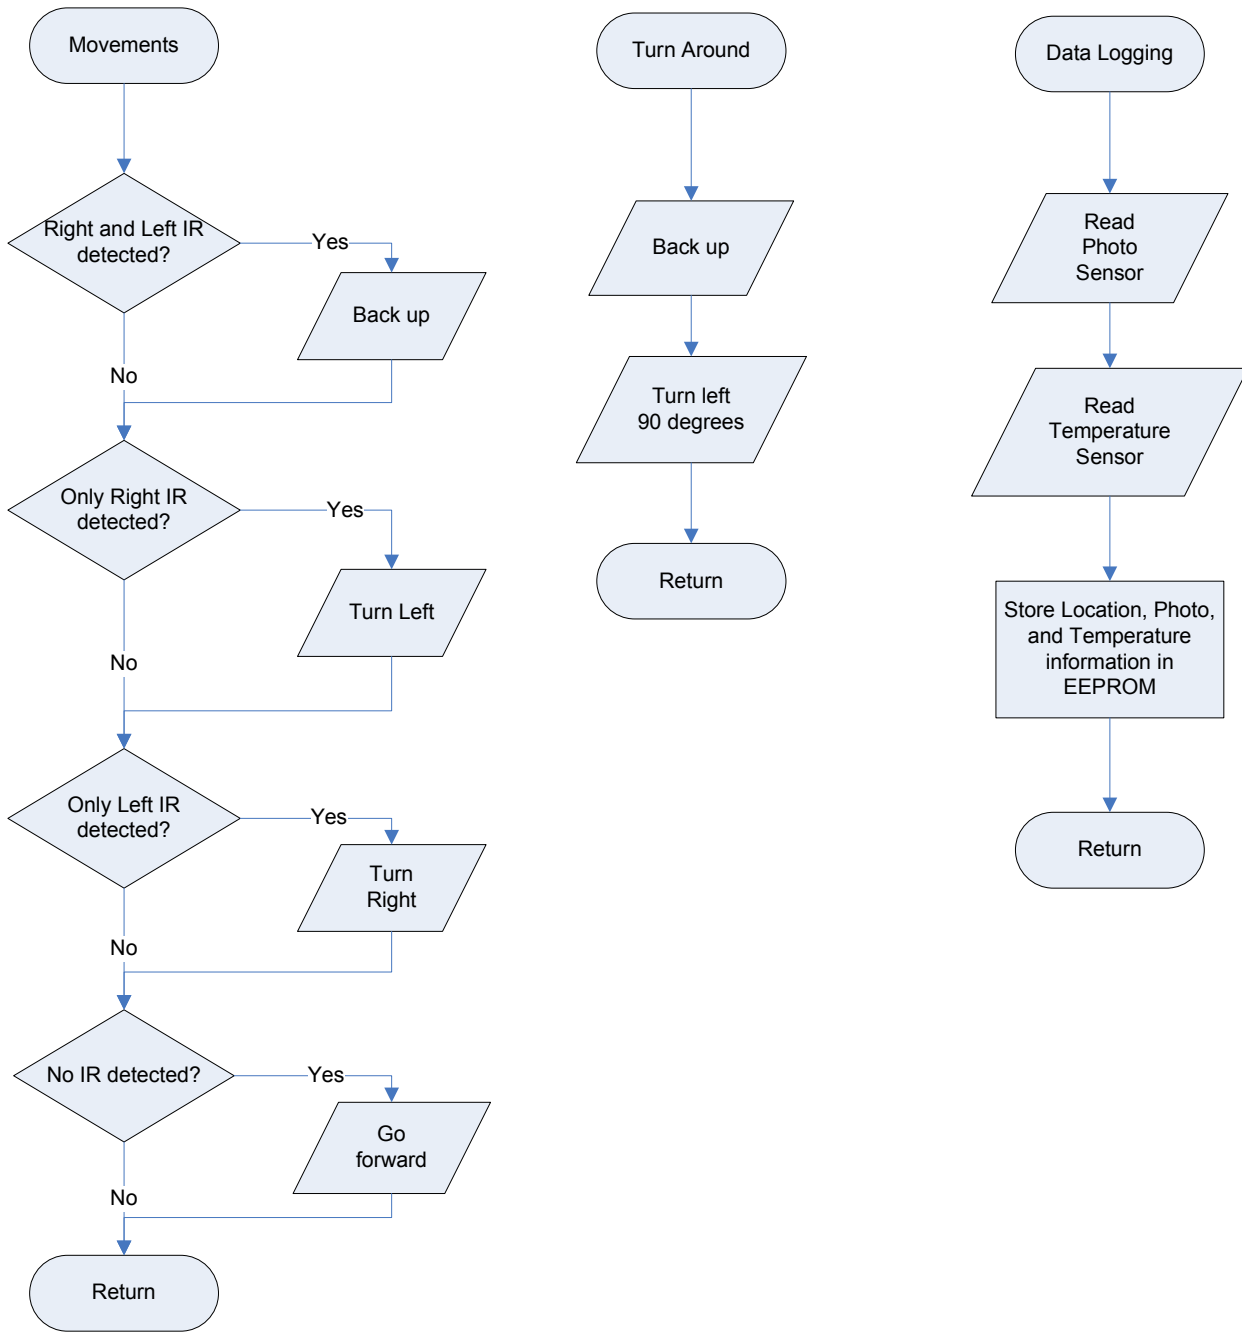 Movements
Right and Left IR
detected?
Yes
Back up
No
Only Right IR
detected?
Yes
Turn Left
No
Only Left IR
detected?
Yes
Turn
Right
No
No IR detected?
Yes
Go
forward
No
Return
Turn Around
Back up
Turn left
90 degrees
Return
Data Logging
Read
Photo
Sensor
Read
Temperature
Sensor
Store Location, Photo,
and Temperature
information in
EEPROM
Return